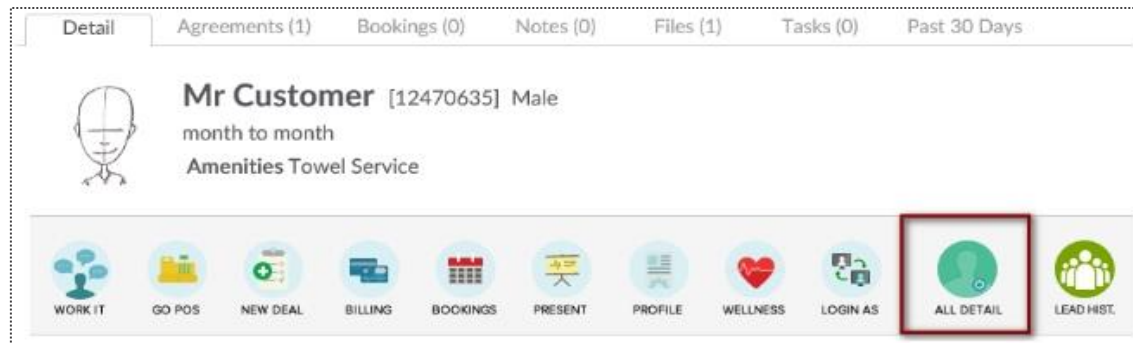 Detail Agreements (1) Bookings (0) Notes (0) Files (1) Tasks (0) Past 30 Days
Mr Customer [12470635] Male
month to month
Amenities Towel Service
WORK IT GO POS NEW DEAL BILLING BOOKINGS PRESENT PROFILE WELLNESS LOGIN AS ALL DETAIL LEAD HIST.